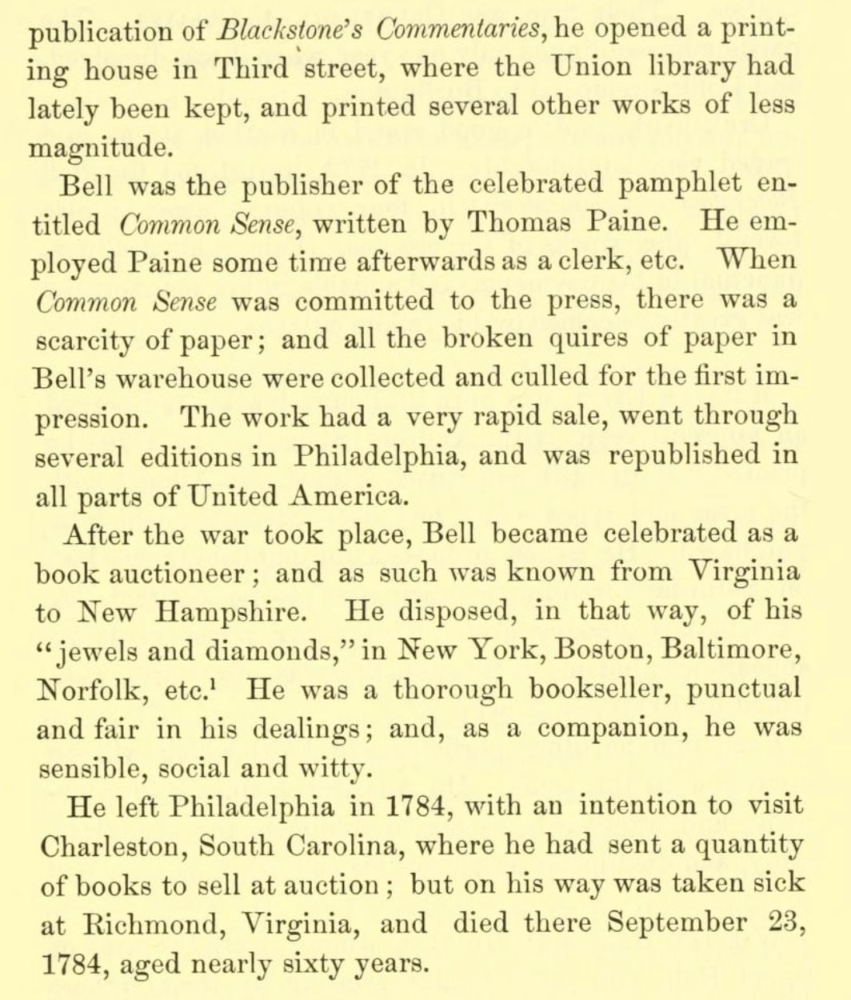 publication of Blackstone's Commentaries, he opened a print-
ing house in Third street, where the Union library had
lately been kept, and printed several other works of less
magnitude.
Bell was the publisher of the celebrated pamphlet en-
titled Common Sense, written by Thomas Paine. He em-
ployed Paine some time afterwards as a clerk, etc. When
Common Sense was committed to the press, there was a
scarcity of paper; and all the broken quires of paper in
Bell's warehouse were collected and culled for the first im-
pression. The work had a very rapid sale, went through
several editions in Philadelphia, and was republished in
all parts of United America.
After the war took place, Bell became celebrated as a
book auctioneer; and as such was known from Virginia
to New Hampshire. He disposed, in that way, of his
“jewels and diamonds,” in New York, Boston, Baltimore,
Norfolk, etc.¹ He was a thorough bookseller, punctual
and fair in his dealings; and, as a companion, he was
sensible, social and witty.
He left Philadelphia in 1784, with an intention to visit
Charleston, South Carolina, where he had sent a quantity
of books to sell at auction; but on his way was taken sick
at Richmond, Virginia, and died there September 23,
1784, aged nearly sixty years.